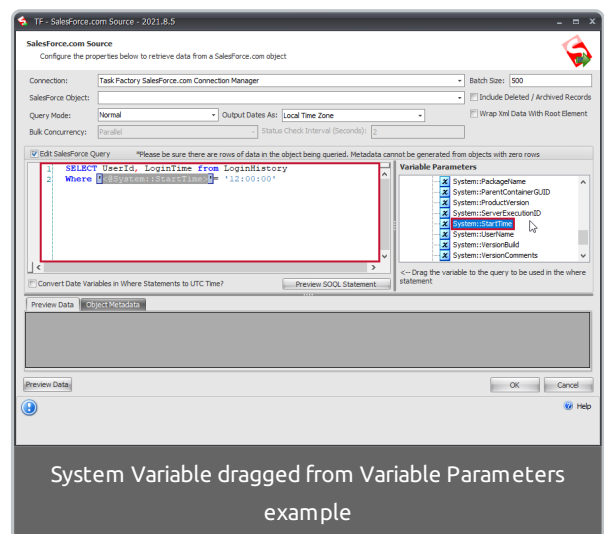 TF - SalesForce.com Source - 2021.8.5
SalesForce.com Source
Configure the properties below to retrieve data from a SalesForce.com object
Connection: Task Factory SalesForce.com Connection Manager Batch Size: 500
SalesForce Object: Include Deleted / Archived Records
Query Mode: Normal Output Dates As: Local Time Zone Wrap Xml Data With Root Element
Bulk Concurrency: Parallel Status Check Interval (Seconds): 2
Edit SalesForce Query *Please be sure there are rows of data in the object being queried. Metadata cannot be generated from objects with zero rows
1 SELECT UserId, LoginTime from LoginHistory
2 Where '<@System::StartTime>'= '12:00:00'
Variable Parameters
System::PackageName
System::ParentContainerGUID
System::ProductVersion
System::ServerExecutionID
System::StartTime
System::UserName
System::VersionBuild
System::VersionComments
<-- Drag the variable to the query to be used in the where
statement
Convert Date Variables in Where Statements to UTC Time? Preview SOQL Statement
Preview Data Object Metadata
Preview Data OK Cancel
Help
System Variable dragged from Variable Parameters
example